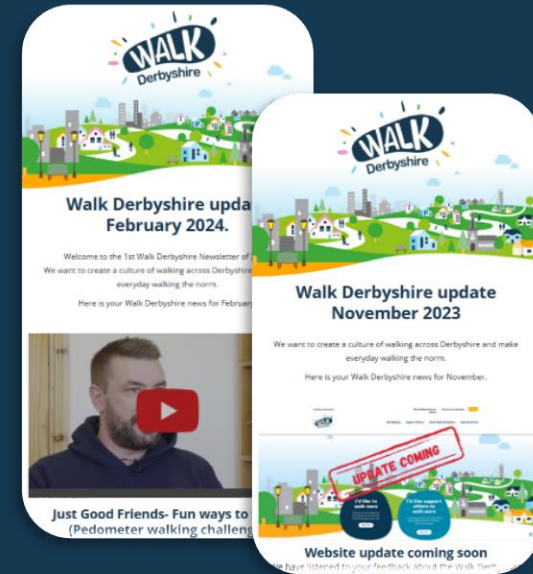 WALK
Derbyshire
Walk Derbyshire upda
February 2024.
Welcome to the 1st Walk Derbyshire Newsletter of
We want to create a culture of walking across Derbyshire
everyday walking the norm.
Here is your Walk Derbyshire news for February
Just Good Friends- Fun ways to
(Pedometer walking challeng
WALK
Derbyshire
Walk Derbyshire update
November 2023
We want to create a culture of walking across Derbyshire and make
everyday walking the norm.
Here is your Walk Derbyshire news for November.
WALK
UPDATE COMING
I'd like to
walk more
I'd like support
others to
walk more
Website update coming soon
We have listened to your feedback about the Walk Derby